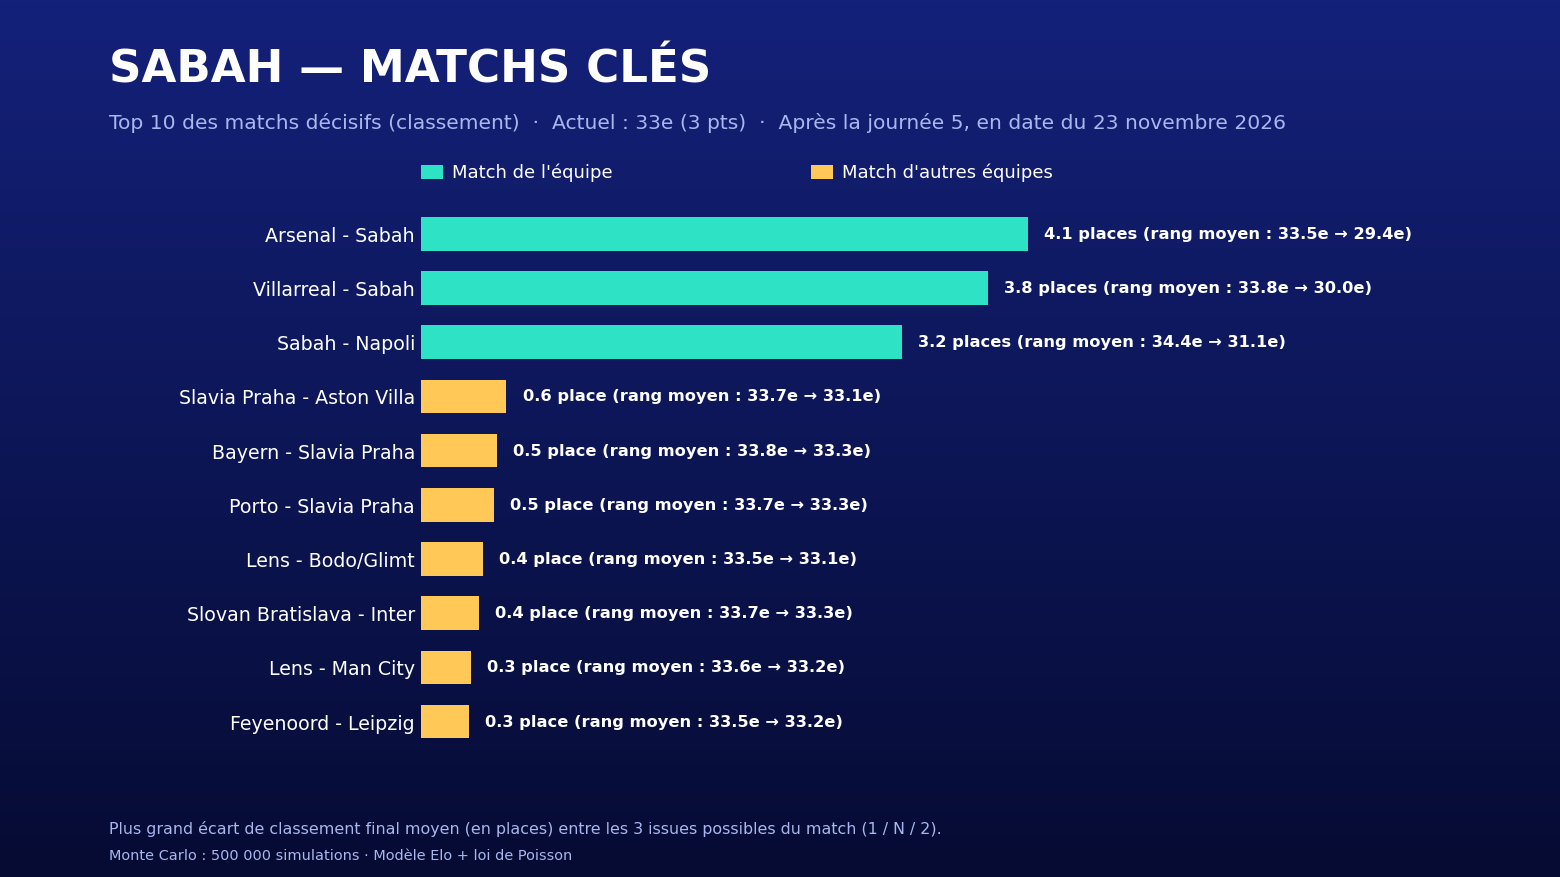 SABAH — MATCHS CLÉS
Top 10 des matchs décisifs (classement)  ·  Actuel : 33e (3 pts)  ·  Après la journée 5, en date du 23 novembre 2026
Match de l'équipe
Match d'autres équipes
Arsenal - Sabah
4.1 places (rang moyen : 33.5e → 29.4e)
Villarreal - Sabah
3.8 places (rang moyen : 33.8e → 30.0e)
Sabah - Napoli
3.2 places (rang moyen : 34.4e → 31.1e)
Slavia Praha - Aston Villa
0.6 place (rang moyen : 33.7e → 33.1e)
Bayern - Slavia Praha
0.5 place (rang moyen : 33.8e → 33.3e)
Porto - Slavia Praha
0.5 place (rang moyen : 33.7e → 33.3e)
Lens - Bodo/Glimt
0.4 place (rang moyen : 33.5e → 33.1e)
Slovan Bratislava - Inter
0.4 place (rang moyen : 33.7e → 33.3e)
Lens - Man City
0.3 place (rang moyen : 33.6e → 33.2e)
Feyenoord - Leipzig
0.3 place (rang moyen : 33.5e → 33.2e)
Plus grand écart de classement final moyen (en places) entre les 3 issues possibles du match (1 / N / 2).
Monte Carlo : 500 000 simulations · Modèle Elo + loi de Poisson